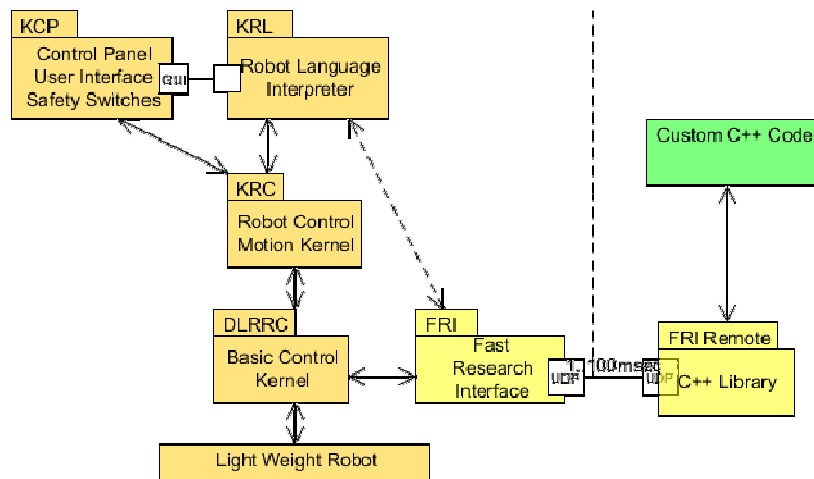 KCP
KRL
Control Panel
User Interface
Safety Switches
GUI
Robot Language
Interpreter
Custom C++ Code
KRC
Robot Control
Motion Kernel
DLRRC
Basic Control
Kernel
FRI
Fast
Research
Interface
UDP
1..100msec
UDP
FRI Remote
C++ Library
Light Weight Robot